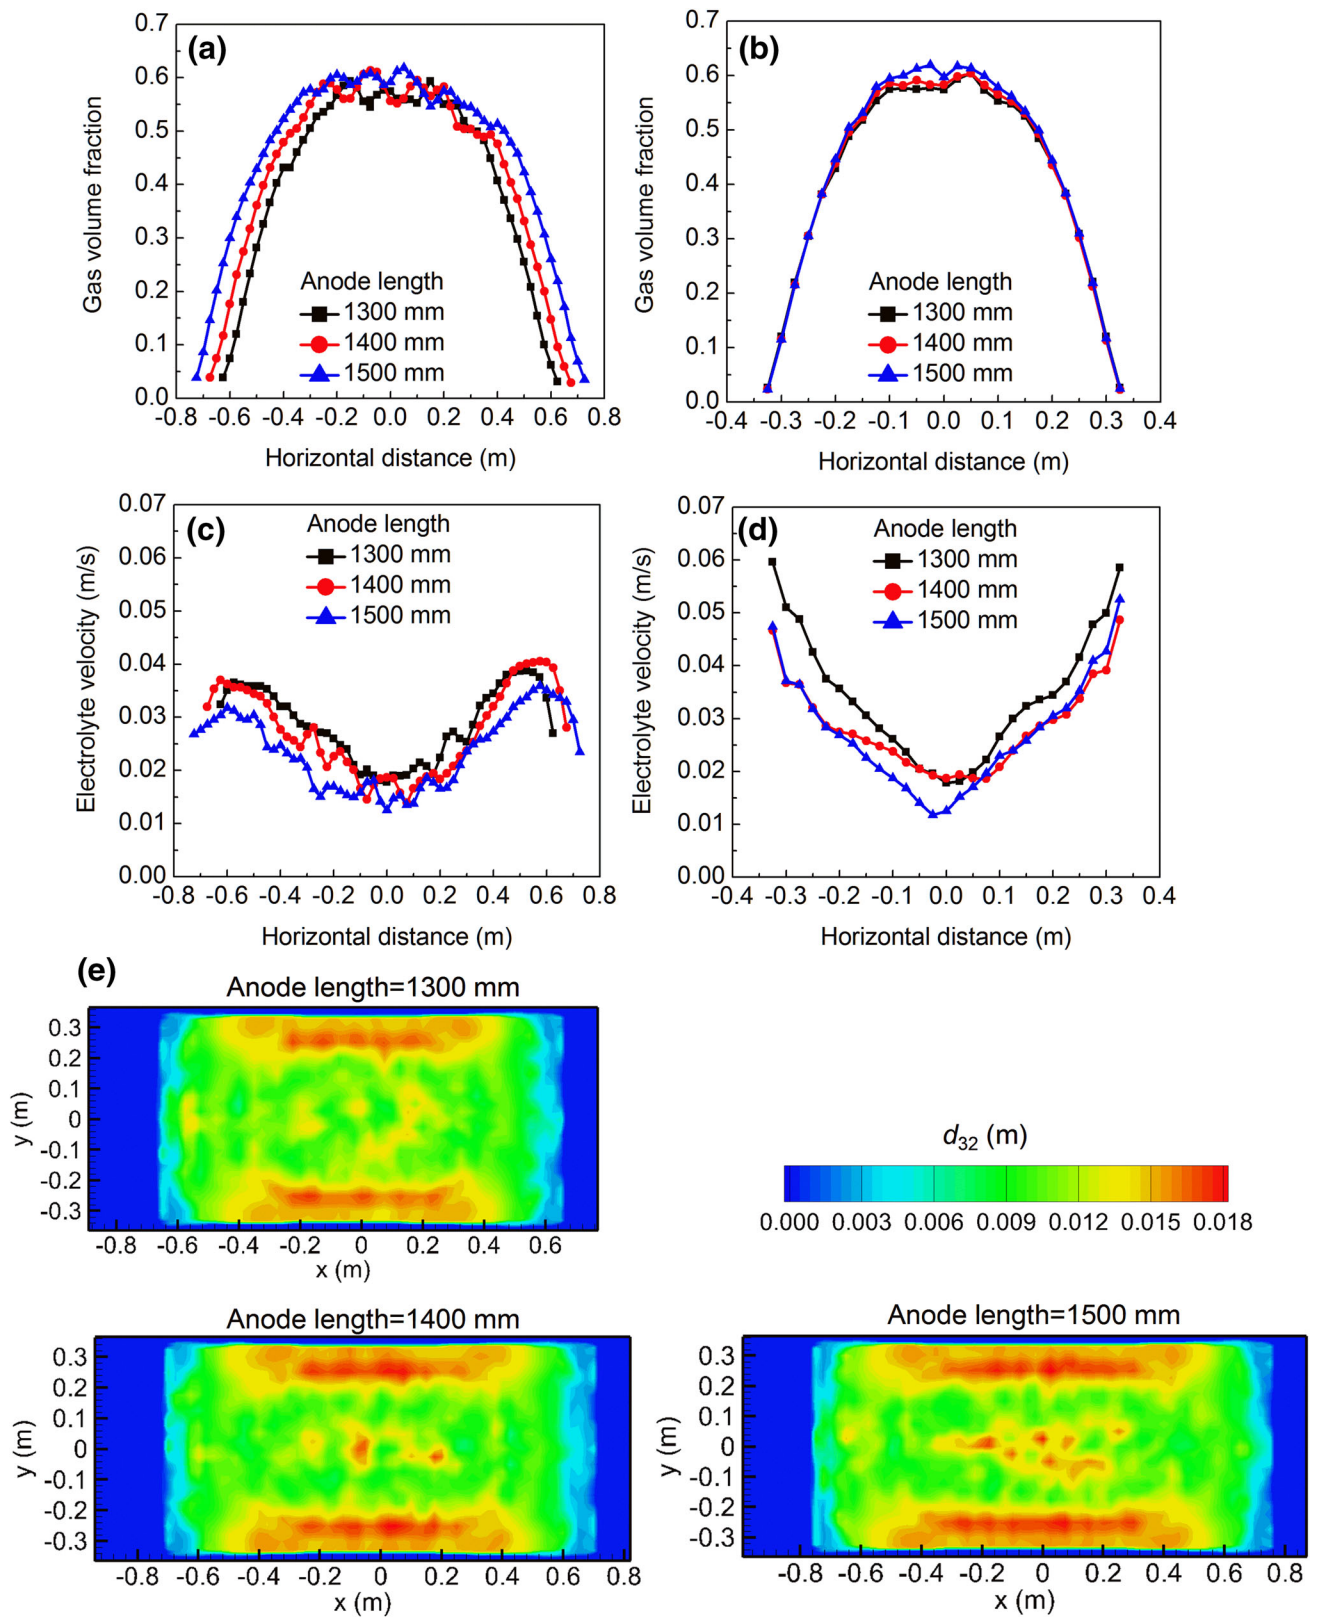 (a)
Gas volume fraction
0.7
0.6
0.5
0.4
0.3
0.2
0.1
0.0
Anode length
1300 mm
1400 mm
1500 mm
-0.8 -0.6 -0.4 -0.2 0.0 0.2 0.4 0.6 0.8
Horizontal distance (m)
(b)
Gas volume fraction
0.7
0.6
0.5
0.4
0.3
0.2
0.1
0.0
Anode length
1300 mm
1400 mm
1500 mm
-0.4 -0.3 -0.2 -0.1 0.0 0.1 0.2 0.3 0.4
Horizontal distance (m)
(c)
Electrolyte velocity (m/s)
0.07
0.06
0.05
0.04
0.03
0.02
0.01
0.00
Anode length
1300 mm
1400 mm
1500 mm
-0.8 -0.6 -0.4 -0.2 0.0 0.2 0.4 0.6 0.8
Horizontal distance (m)
(d)
Electrolyte velocity (m/s)
0.07
0.06
0.05
0.04
0.03
0.02
0.01
0.00
Anode length
1300 mm
1400 mm
1500 mm
-0.4 -0.3 -0.2 -0.1 0.0 0.1 0.2 0.3 0.4
Horizontal distance (m)
(e)
Anode length=1300 mm
y (m)
0.3
0.2
0.1
0
-0.1
-0.2
-0.3
-0.8 -0.6 -0.4 -0.2 0 0.2 0.4 0.6
x (m)
d32 (m)
0.000 0.003 0.006 0.009 0.012 0.015 0.018
Anode length=1400 mm
y (m)
0.3
0.2
0.1
0
-0.1
-0.2
-0.3
-0.8 -0.6 -0.4 -0.2 0 0.2 0.4 0.6 0.8
x (m)
Anode length=1500 mm
y (m)
0.3
0.2
0.1
0
-0.1
-0.2
-0.3
-0.8 -0.6 -0.4 -0.2 0 0.2 0.4 0.6 0.8
x (m)